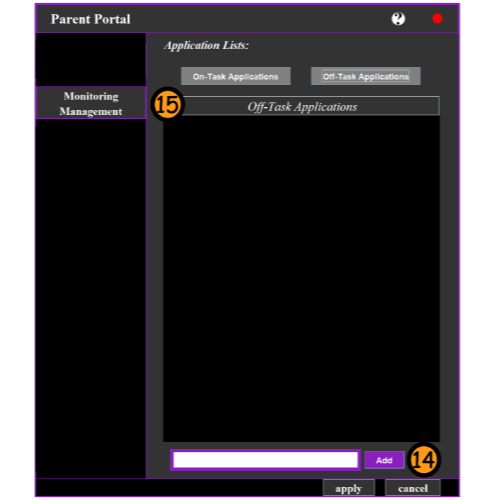 Parent Portal ?
Application Lists:
On-Task Applications Off-Task Applications
Monitoring
Management
15 Off-Task Applications
Add 14
apply cancel